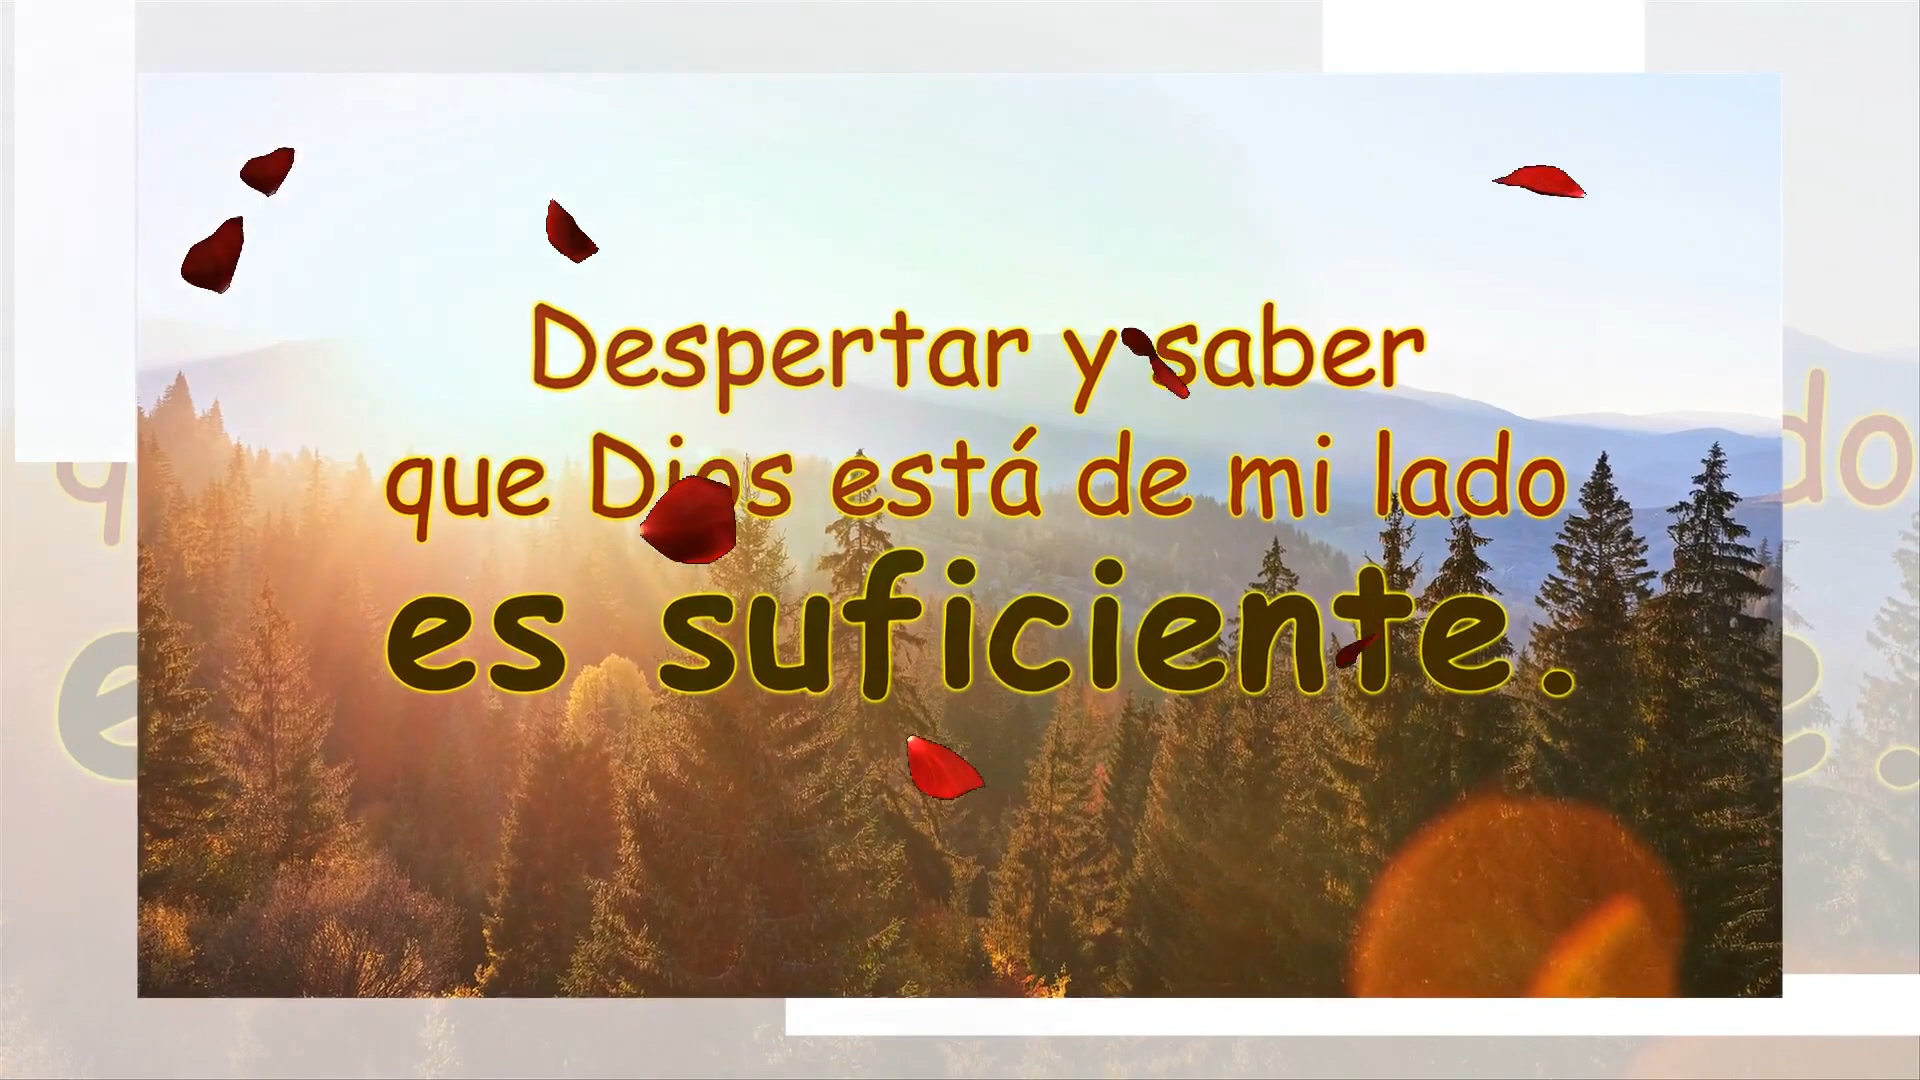 Despertar y saber
que Dios está de mi lado
es suficiente.